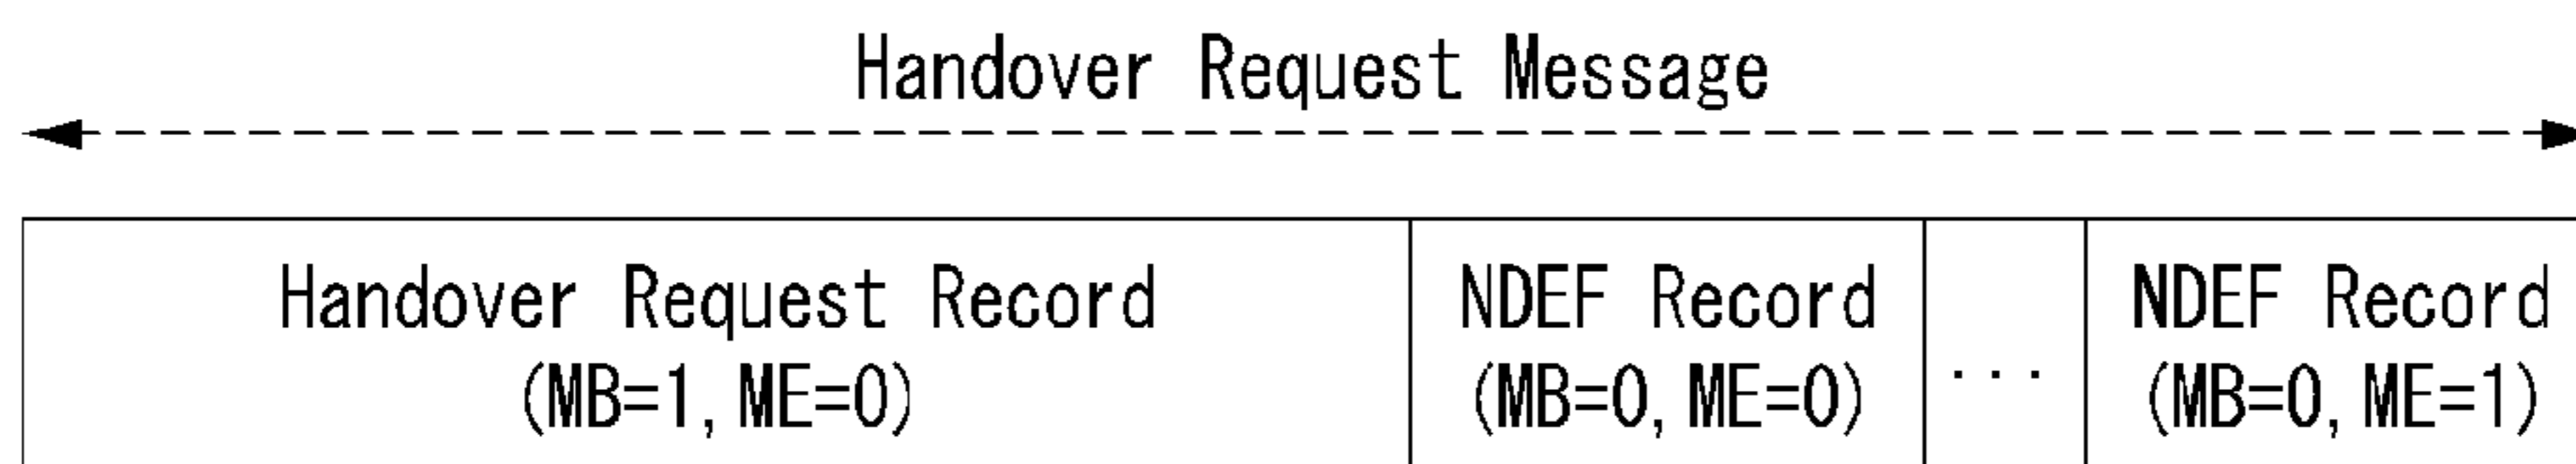 Handover Request Message
Handover Request Record
(MB=1, ME=0)
NDEF Record
(MB=0, ME=0)
...
NDEF Record
(MB=0, ME=1)